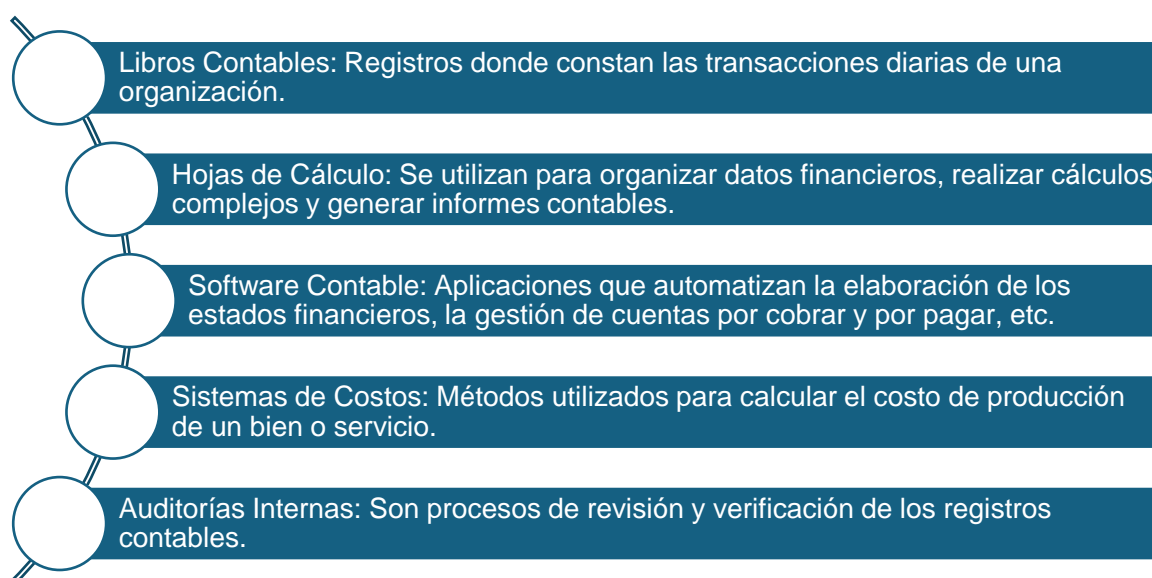 Libros Contables: Registros donde constan las transacciones diarias de una
organización.
Hojas de Cálculo: Se utilizan para organizar datos financieros, realizar cálculos
complejos y generar informes contables.
Software Contable: Aplicaciones que automatizan la elaboración de los
estados financieros, la gestión de cuentas por cobrar y por pagar, etc.
Sistemas de Costos: Métodos utilizados para calcular el costo de producción
de un bien o servicio.
Auditorías Internas: Son procesos de revisión y verificación de los registros
contables.